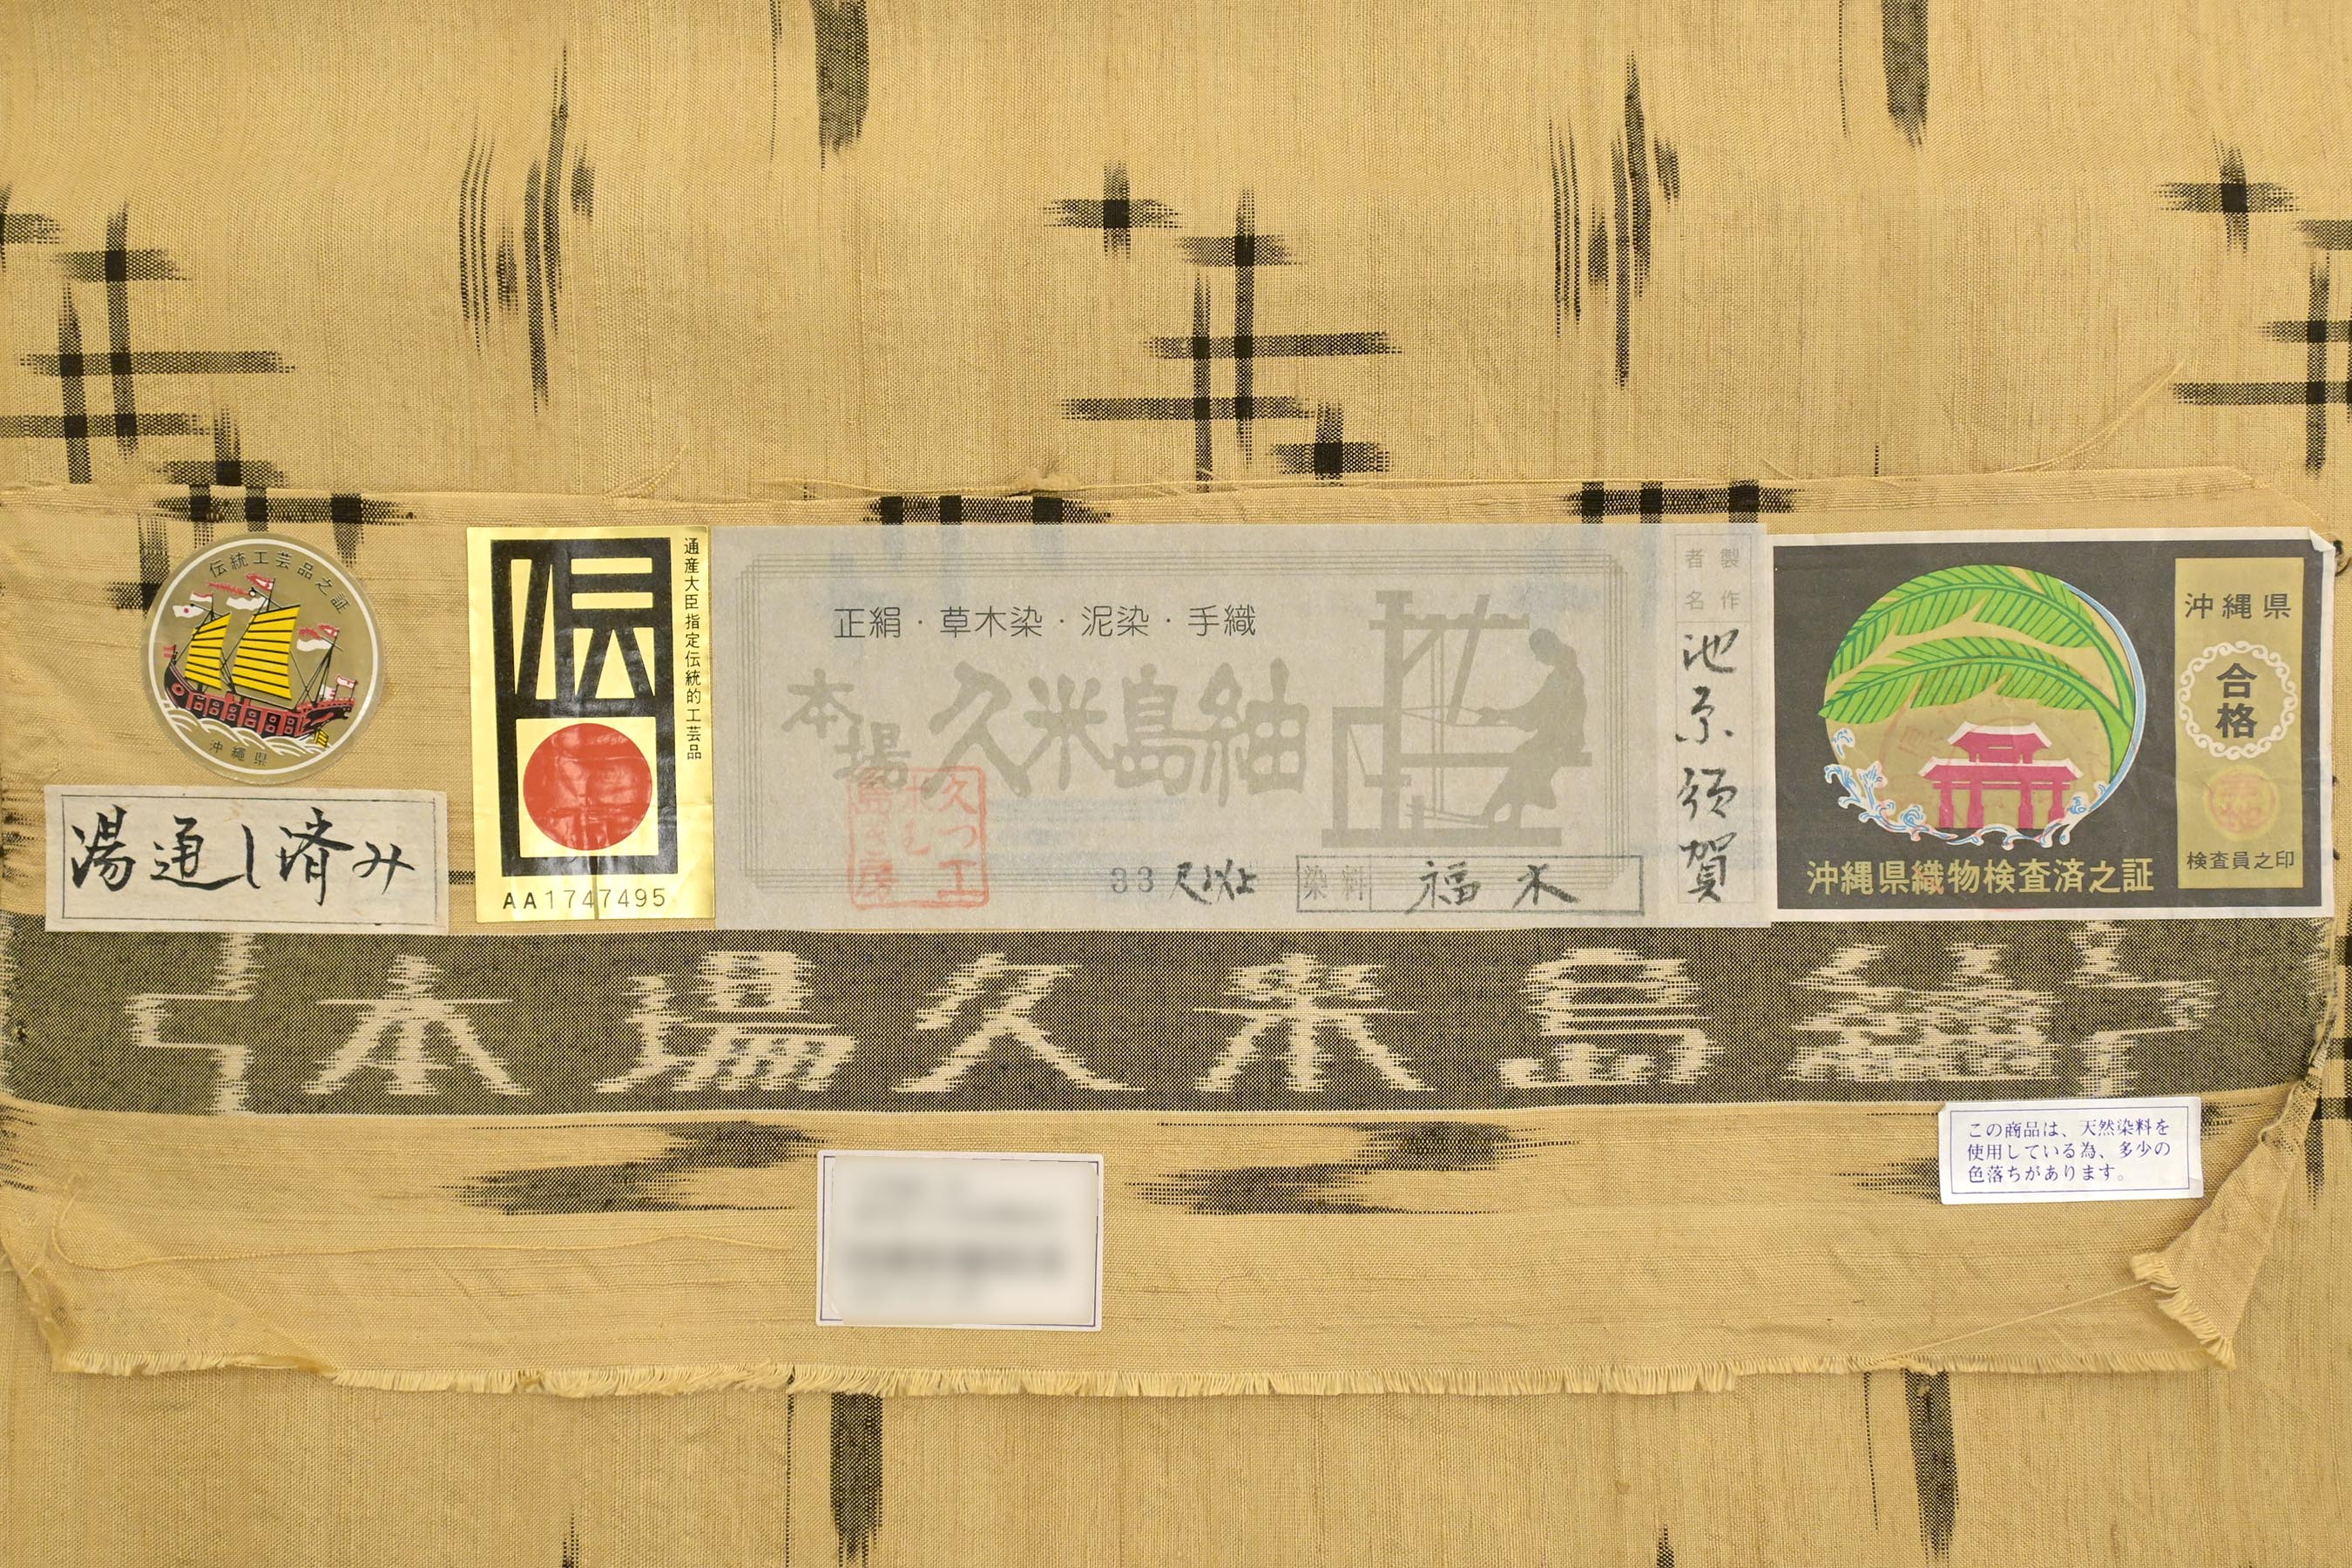 伝統工芸品之証
沖縄県
湯通し済み
伝
通産大臣指定伝統的工芸品
AA1747495
正絹・草木染・泥染・手織
本場久米島紬
33尺以上
染料 福木
製作者名
池原須賀
沖縄県織物検査済之証
沖縄県
合格
検査員之印
本場久米島紬
この商品は、天然染料を
使用している為、多少の
色落ちがあります。